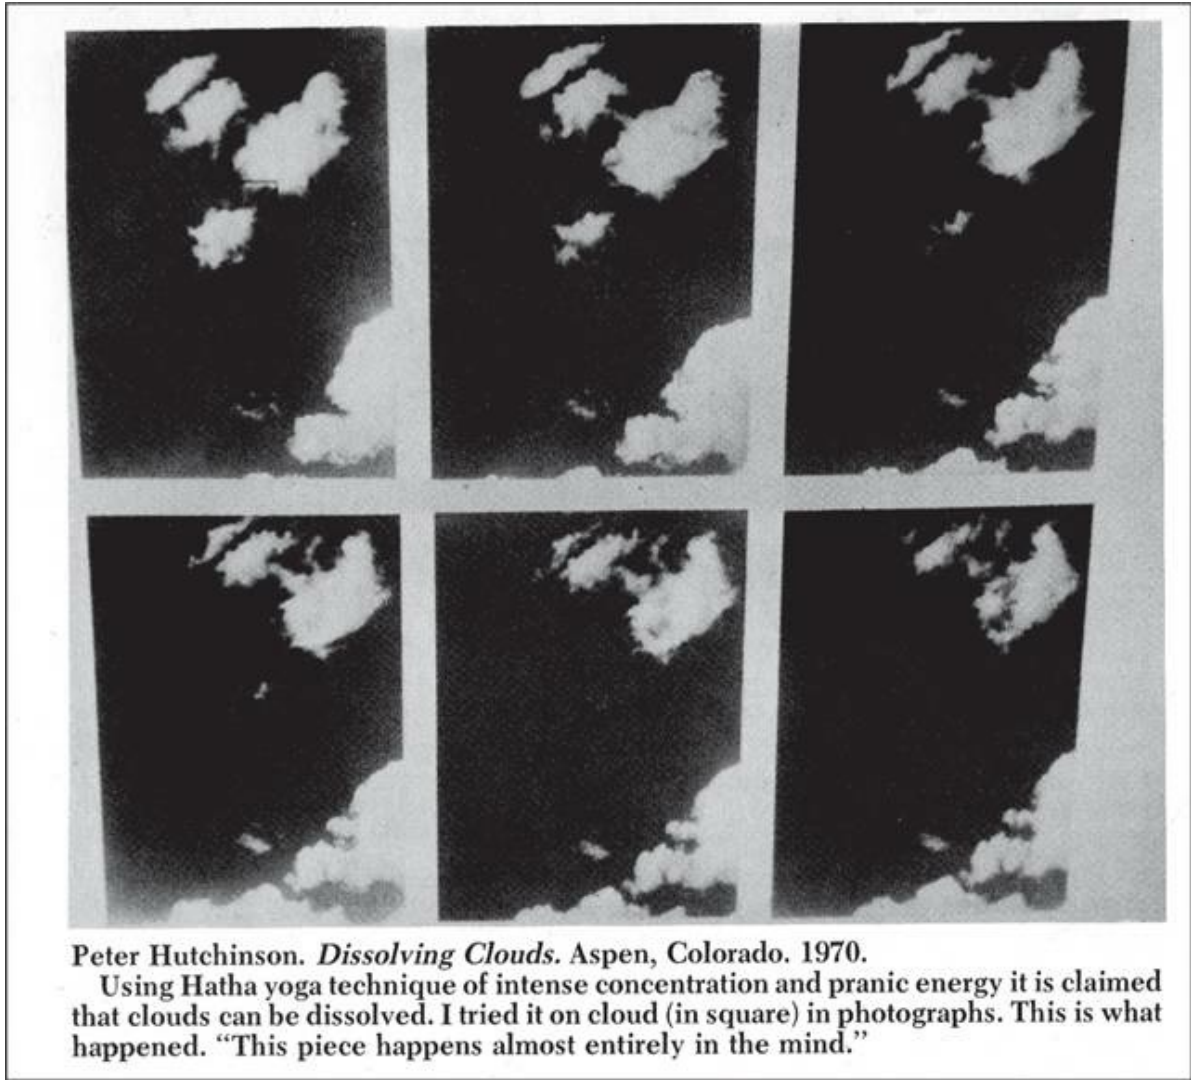 Peter Hutchinson. Dissolving Clouds. Aspen, Colorado. 1970.
Using Hatha yoga technique of intense concentration and pranic energy it is claimed
that clouds can be dissolved. I tried it on cloud (in square) in photographs. This is what
happened. “This piece happens almost entirely in the mind.”